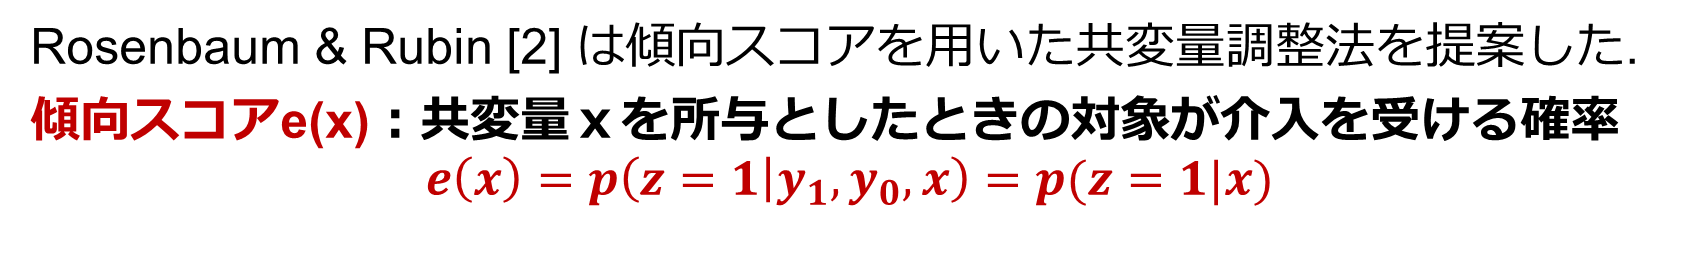 Rosenbaum & Rubin [2] は傾向スコアを用いた共変量調整法を提案した.
傾向スコアe(x)：共変量 x を所与としたときの対象が介入を受ける確率
e(x) = p(z = 1|y₁, y₀, x) = p(z = 1|x)